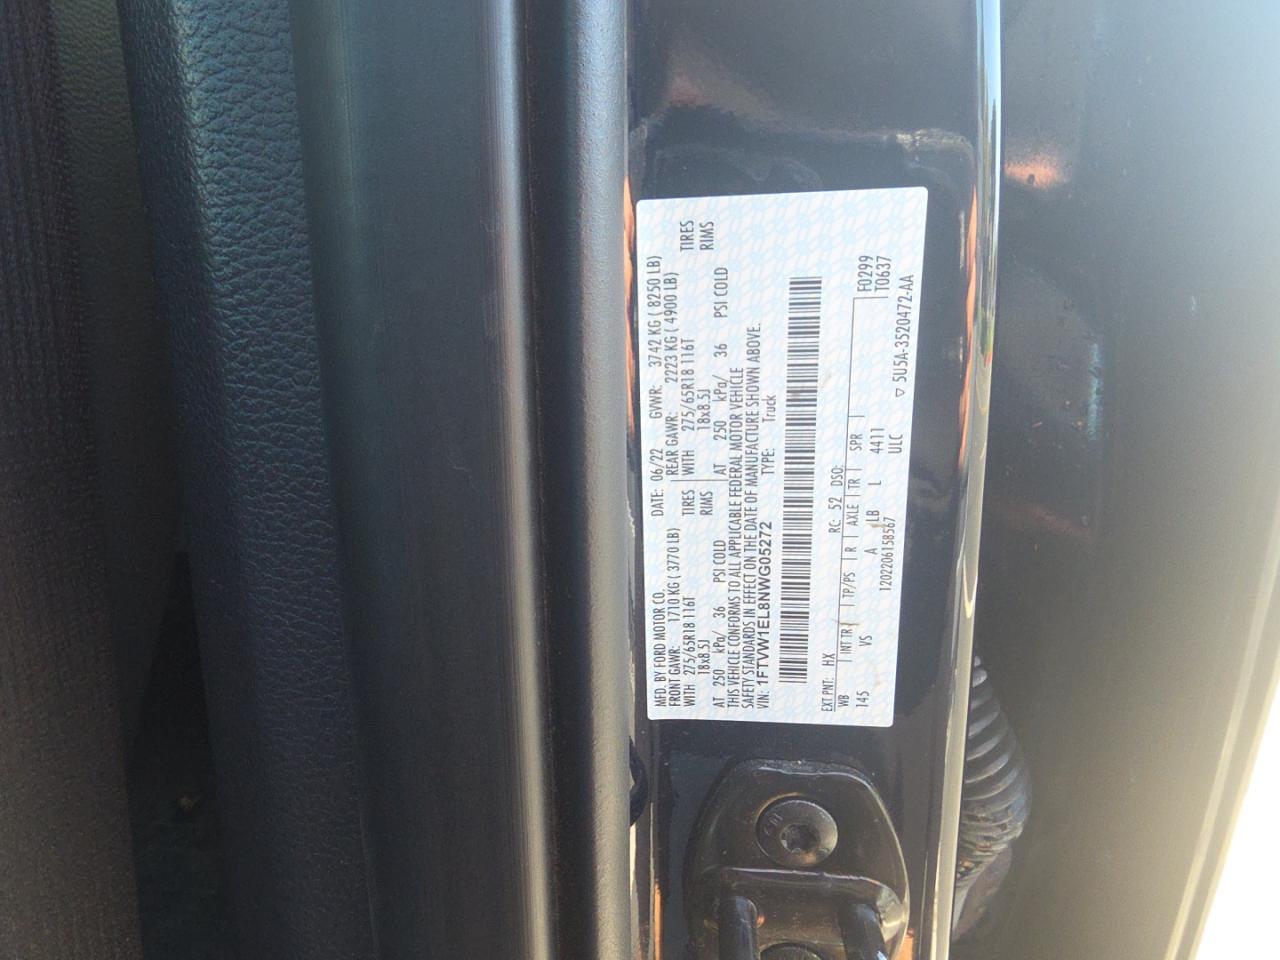 MFD. BY FORD MOTOR CO. DATE: 06/22 GVWR: 3742 KG ( 8250 LB)
FRONT GAWR: 1710 KG ( 3770 LB) REAR GAWR: 2223 KG ( 4900 LB)
WITH 275/65R18 116T TIRES WITH 275/65R18 116T TIRES
18x8.5J RIMS 18x8.5J RIMS
AT 250 kPa/ 36 PSI COLD AT 250 kPa/ 36 PSI COLD
THIS VEHICLE CONFORMS TO ALL APPLICABLE FEDERAL MOTOR VEHICLE
SAFETY STANDARDS IN EFFECT ON THE DATE OF MANUFACTURE SHOWN ABOVE.
VIN: 1FTVW1EL8NWG05272 TYPE: Truck
EXT PNT: HX RC: 52 DSO:
WB INT TR TP/PS R AXLE TR SPR F0299
145 VS A LB L 4411 T0637
1202206158567 ULC
▽ 5U5A-3520472-AA